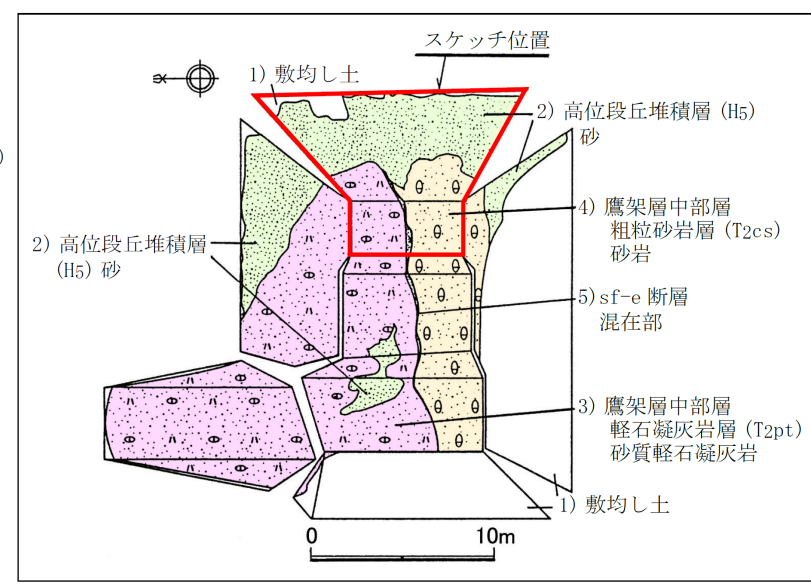 スケッチ位置
1) 敷均し土
2) 高位段丘堆積層 (H5)
砂
4) 鷹架層中部層
粗粒砂岩層 (T2cs)
砂岩
2) 高位段丘堆積層
(H5) 砂
5) sf-e 断層
混在部
3) 鷹架層中部層
軽石凝灰岩層 (T2pt)
砂質軽石凝灰岩
1) 敷均し土
0 10m